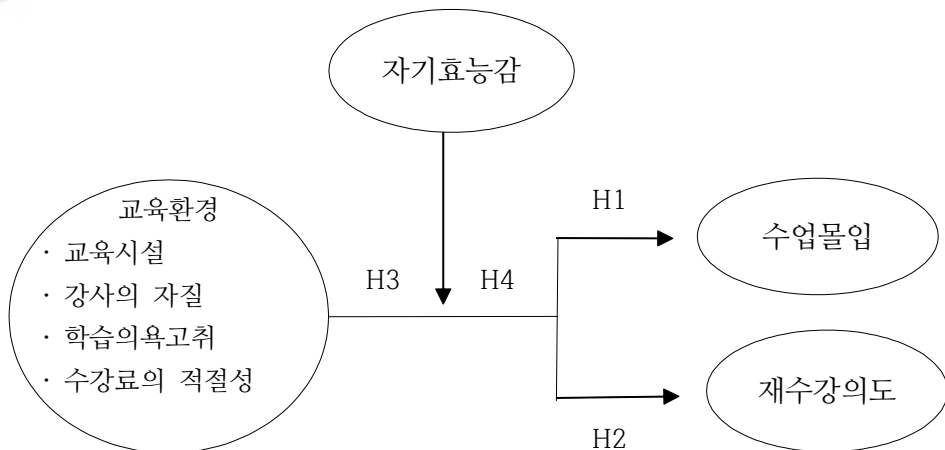 자기효능감
교육환경
· 교육시설
· 강사의 자질
· 학습의욕고취
· 수강료의 적절성
H3
H4
H1
수업몰입
재수강의도
H2